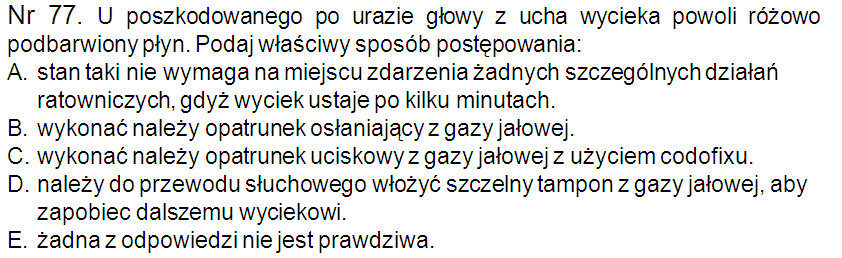 Nr 77. U poszkodowanego po urazie głowy z ucha wycieka powoli różowo
podbarwiony płyn. Podaj właściwy sposób postępowania:
A. stan taki nie wymaga na miejscu zdarzenia żadnych szczególnych działań
ratowniczych, gdyż wyciek ustaje po kilku minutach.
B. wykonać należy opatrunek osłaniający z gazy jałowej.
C. wykonać należy opatrunek uciskowy z gazy jałowej z użyciem codofixu.
D. należy do przewodu słuchowego włożyć szczelny tampon z gazy jałowej, aby
zapobiec dalszemu wyciekowi.
E. żadna z odpowiedzi nie jest prawdziwa.